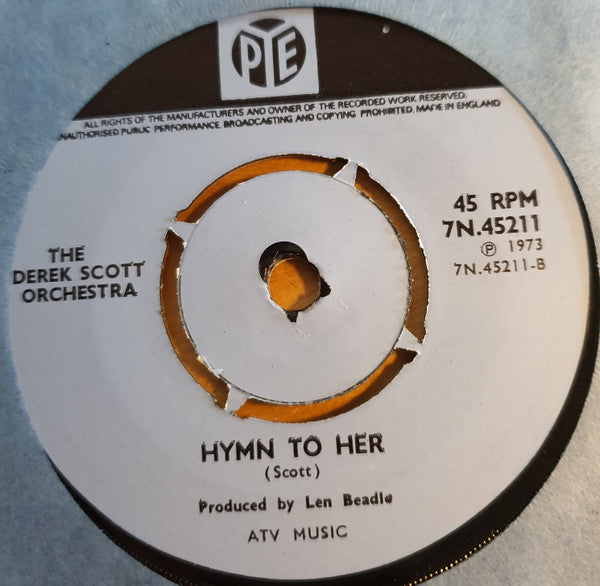 PYE
ALL RIGHTS OF THE MANUFACTURERS AND OWNER OF THE RECORDED WORK RESERVED.
UNAUTHORISED PUBLIC PERFORMANCE, BROADCASTING AND COPYING PROHIBITED. MADE IN ENGLAND
THE
DEREK SCOTT
ORCHESTRA
45 RPM
7N.45211
Ⓟ 1973
7N.45211-B
HYMN TO HER
(Scott)
Produced by Len Beadle
ATV MUSIC